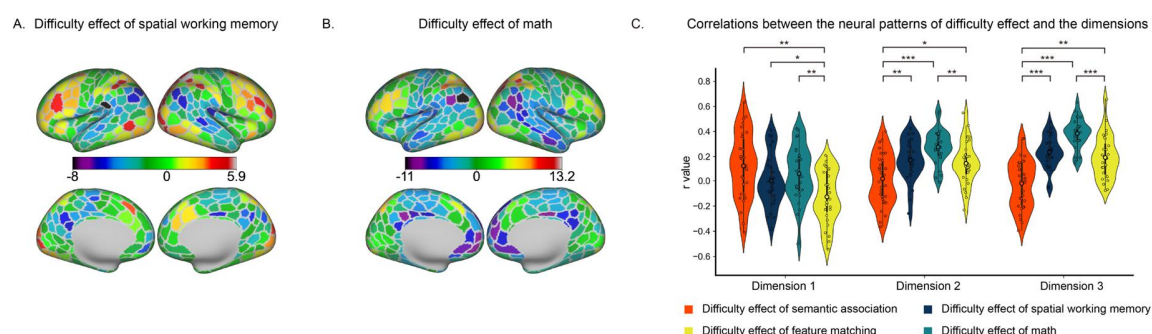 A. Difficulty effect of spatial working memory
-8 0 5.9
B. Difficulty effect of math
-11 0 13.2
C. Correlations between the neural patterns of difficulty effect and the dimensions
** * **
* *** ** **
** *** *** ***
r value
0.8
0.6
0.4
0.2
0.0
−0.2
−0.4
−0.6
Dimension 1 Dimension 2 Dimension 3
Difficulty effect of semantic association Difficulty effect of spatial working memory
Difficulty effect of feature matching Difficulty effect of math